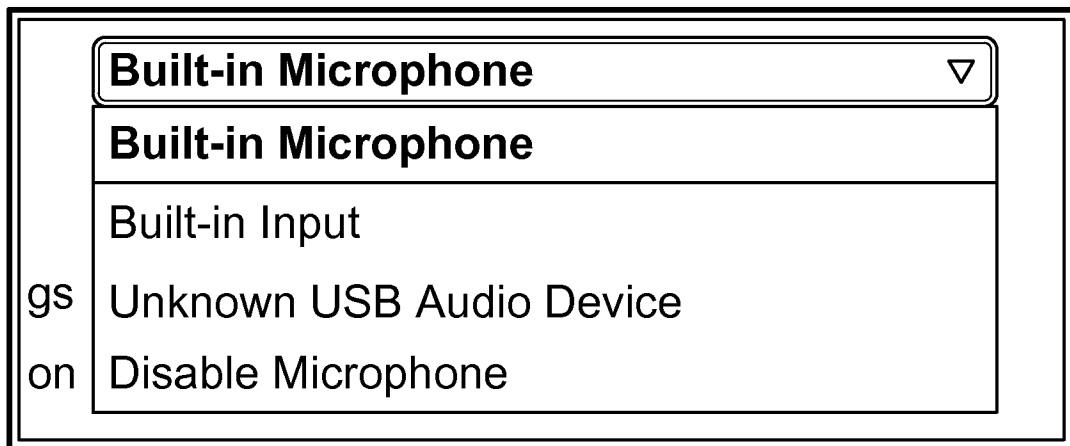 Built-in Microphone
Built-in Microphone
Built-in Input
gs Unknown USB Audio Device
on Disable Microphone